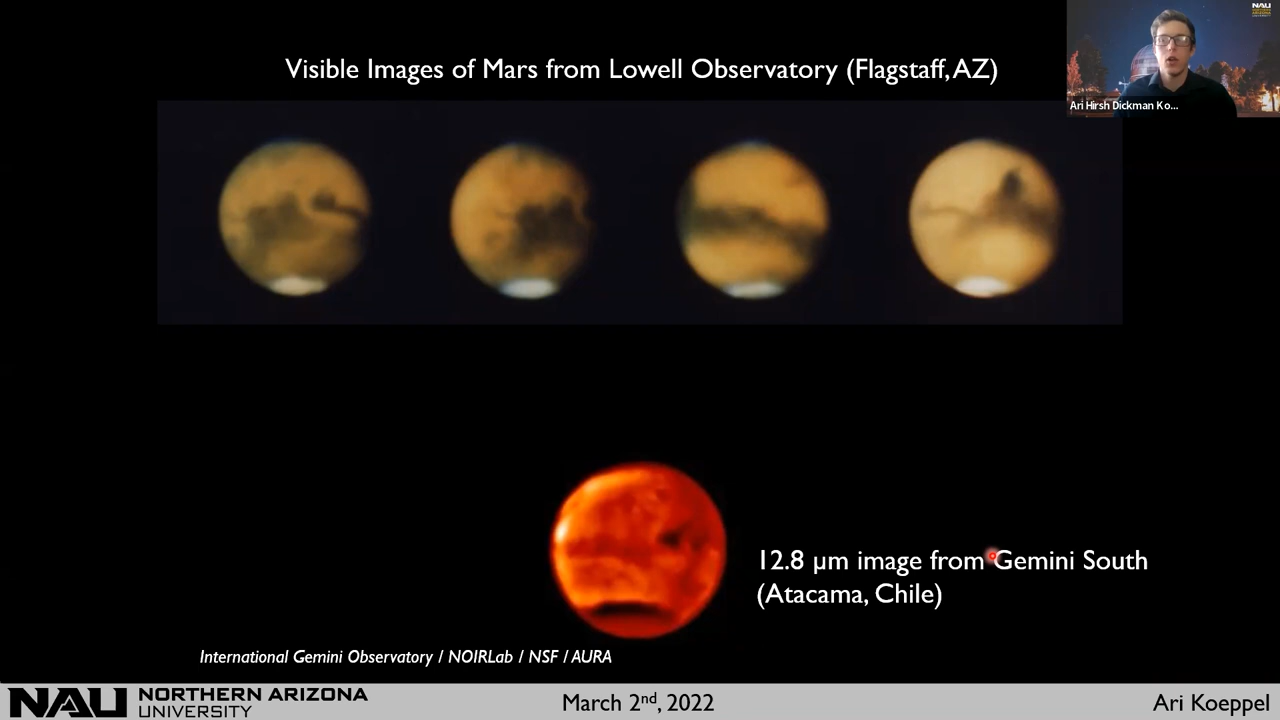 NAU
Visible Images of Mars from Lowell Observatory (Flagstaff, AZ)
Ari Hirsh Dickman Ko...
12.8 µm image from Gemini South
(Atacama, Chile)
International Gemini Observatory / NOIRLab / NSF / AURA
NAU NORTHERN ARIZONA
UNIVERSITY
March 2nd, 2022
Ari Koeppel